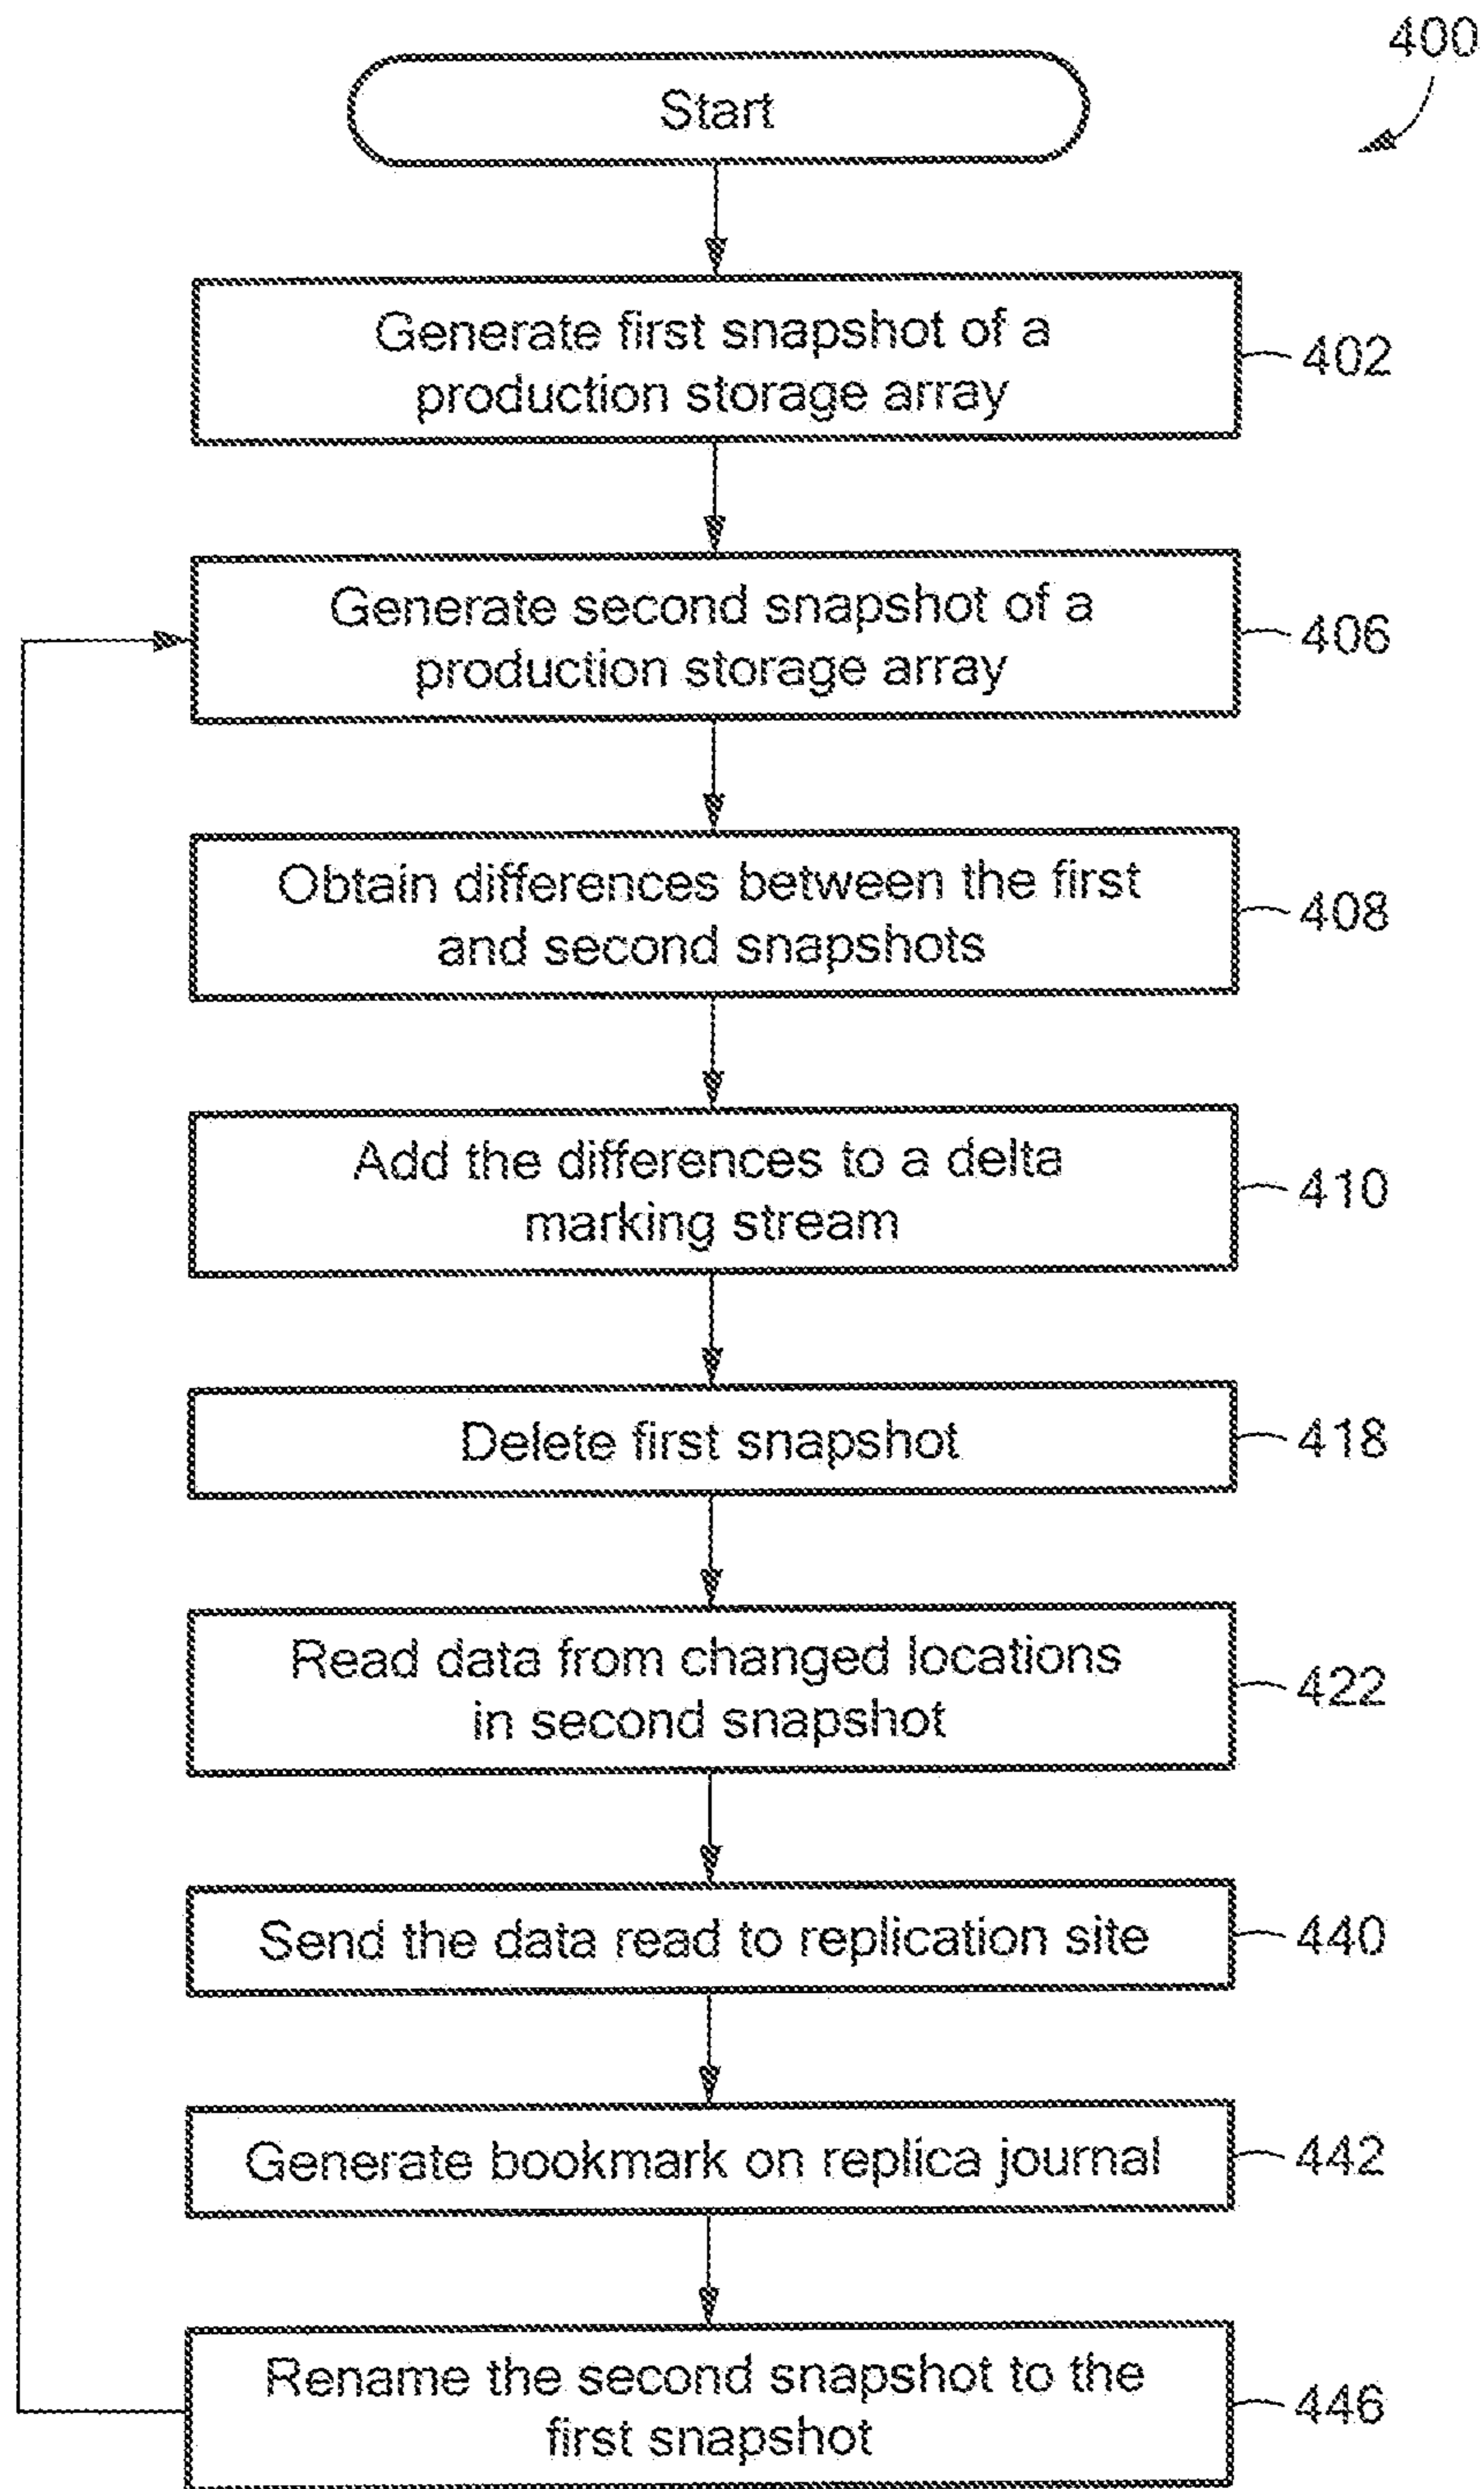 400
Start
Generate first snapshot of a
production storage array
402
Generate second snapshot of a
production storage array
406
Obtain differences between the first
and second snapshots
408
Add the differences to a delta
marking stream
410
Delete first snapshot
418
Read data from changed locations
in second snapshot
422
Send the data read to replication site
440
Generate bookmark on replica journal
442
Rename the second snapshot to the
first snapshot
446